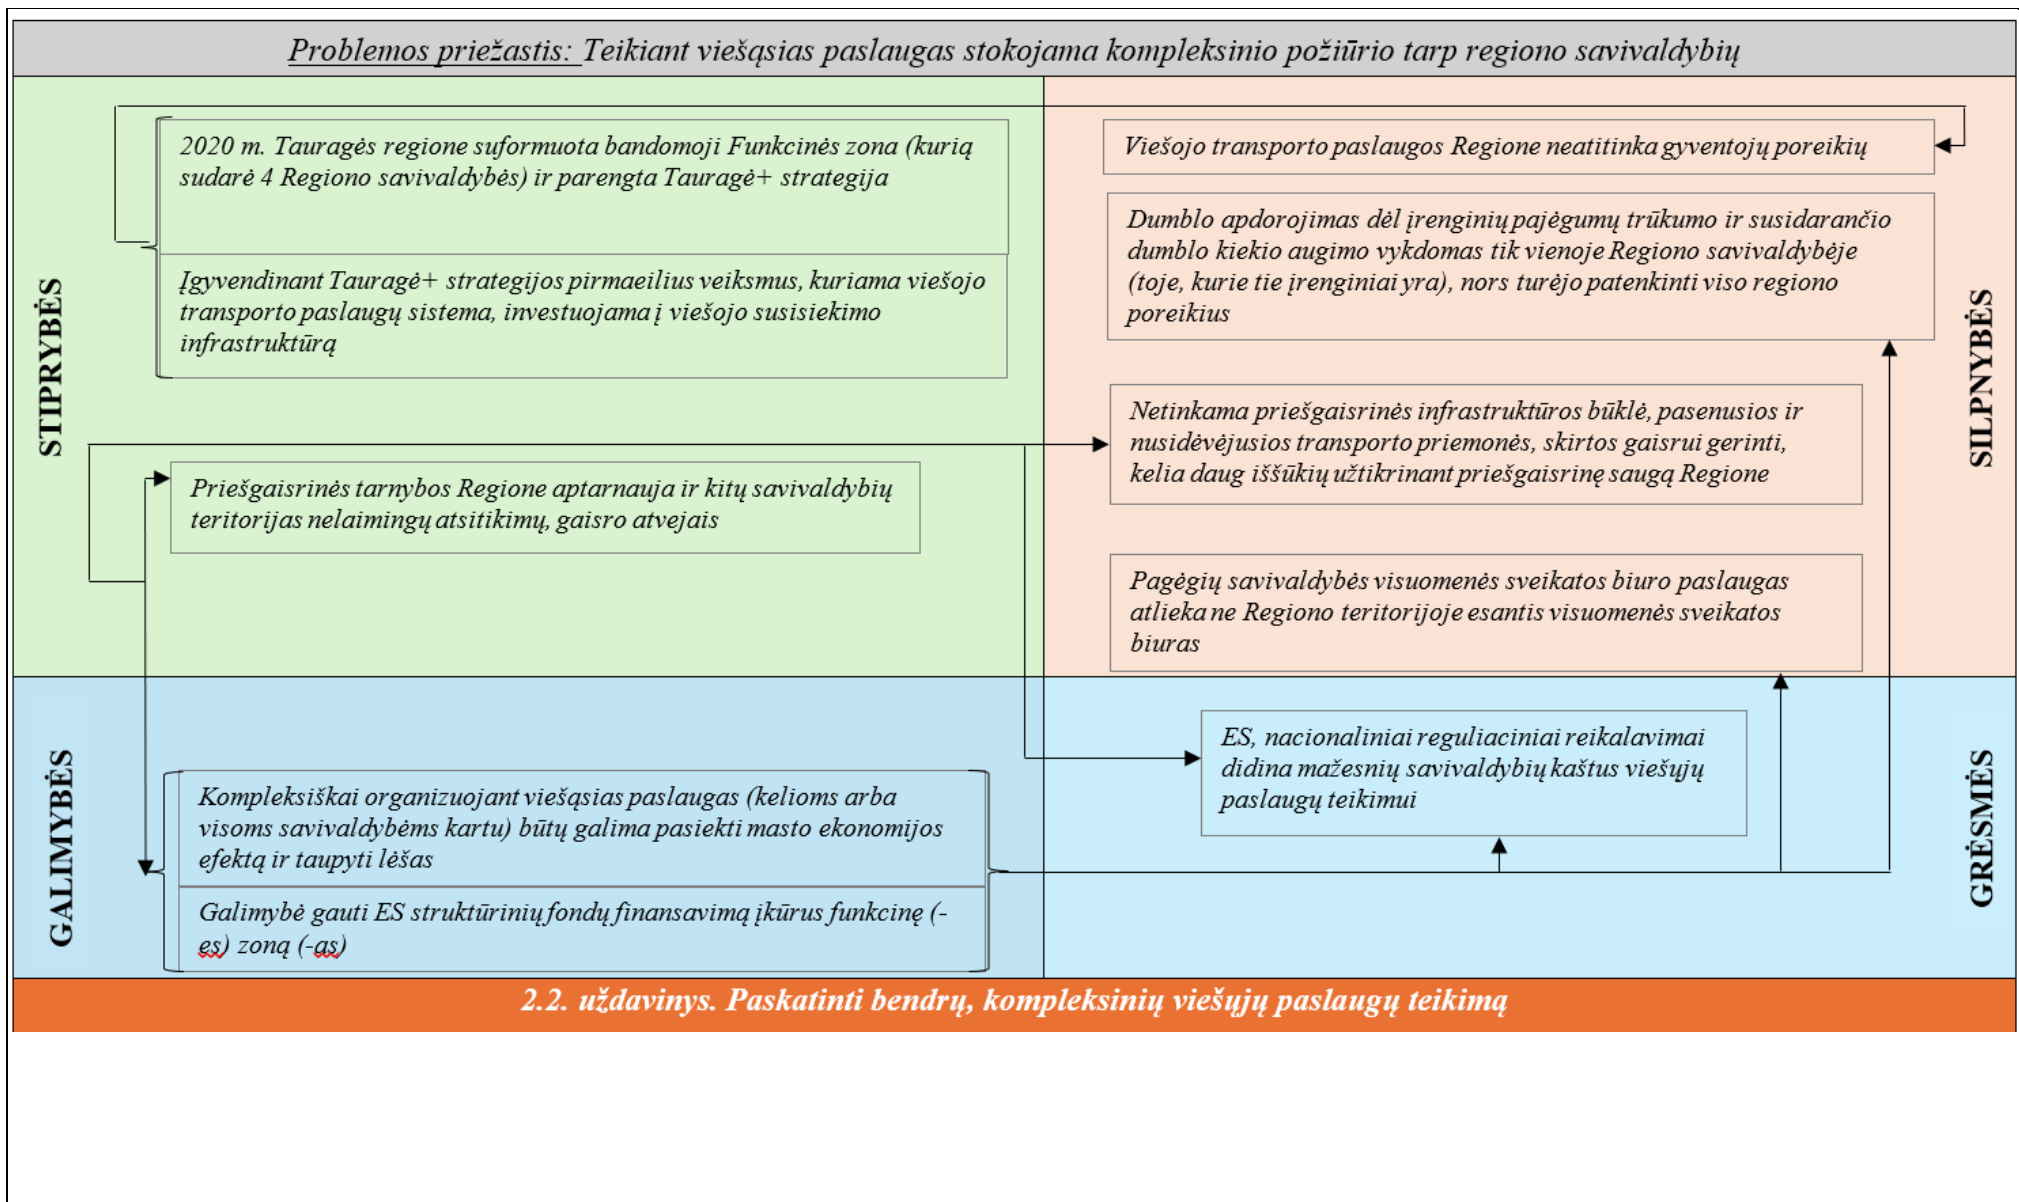 Problemos priežastis: Teikiant viešąsias paslaugas stokojama kompleksinio požiūrio tarp regiono savivaldybių
STIPRYBĖS
2020 m. Tauragės regione suformuota bandomoji Funkcinės zona (kurią
sudarė 4 Regiono savivaldybės) ir parengta Tauragė+ strategija
Įgyvendinant Tauragė+ strategijos pirmaeilius veiksmus, kuriama viešojo
transporto paslaugų sistema, investuojama į viešojo susisiekimo
infrastruktūrą
Priešgaisrinės tarnybos Regione aptarnauja ir kitų savivaldybių
teritorijas nelaimingų atsitikimų, gaisro atvejais
SILPNYBĖS
Viešojo transporto paslaugos Regione neatitinka gyventojų poreikių
Dumblo apdorojimas dėl įrenginių pajėgumų trūkumo ir susidarančio
dumblo kiekio augimo vykdomas tik vienoje Regiono savivaldybėje
(toje, kurie tie įrenginiai yra), nors turėjo patenkinti viso regiono
poreikius
Netinkama priešgaisrinės infrastruktūros būklė, pasenusios ir
nusidėvėjusios transporto priemonės, skirtos gaisrui gerinti,
kelia daug iššūkių užtikrinant priešgaisrinę saugą Regione
Pagėgių savivaldybės visuomenės sveikatos biuro paslaugas
atlieka ne Regiono teritorijoje esantis visuomenės sveikatos
biuras
GALIMYBĖS
Kompleksiškai organizuojant viešąsias paslaugas (kelioms arba
visoms savivaldybėms kartu) būtų galima pasiekti masto ekonomijos
efektą ir taupyti lėšas
Galimybė gauti ES struktūrinių fondų finansavimą įkūrus funkcinę (-
es) zoną (-as)
GRĖSMĖS
ES, nacionaliniai reguliaciniai reikalavimai
didina mažesnių savivaldybių kaštus viešųjų
paslaugų teikimui
2.2. uždavinys. Paskatinti bendrų, kompleksinių viešųjų paslaugų teikimą